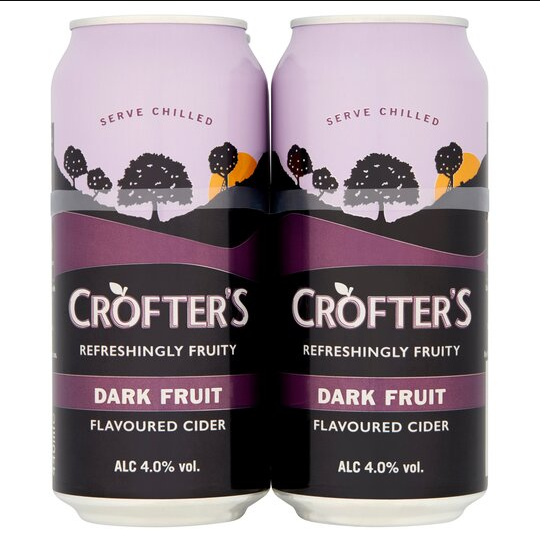 SERVE CHILLED
CROFTER'S
REFRESHINGLY FRUITY
DARK FRUIT
FLAVOURED CIDER
ALC 4.0% vol.
SERVE CHILLED
CROFTER'S
REFRESHINGLY FRUITY
DARK FRUIT
FLAVOURED CIDER
ALC 4.0% vol.